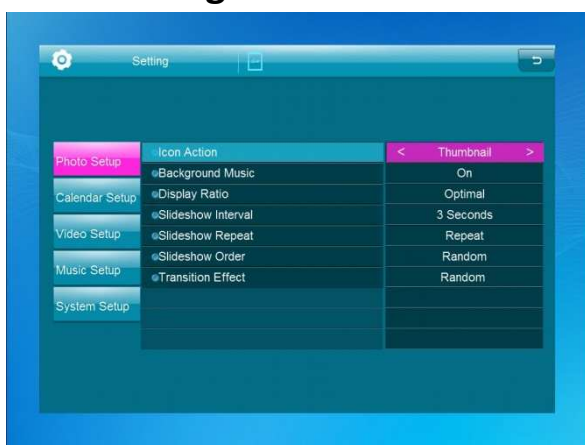 Setting
Photo Setup
Calendar Setup
Video Setup
Music Setup
System Setup
Icon Action < Thumbnail >
Background Music On
Display Ratio Optimal
Slideshow Interval 3 Seconds
Slideshow Repeat Repeat
Slideshow Order Random
Transition Effect Random